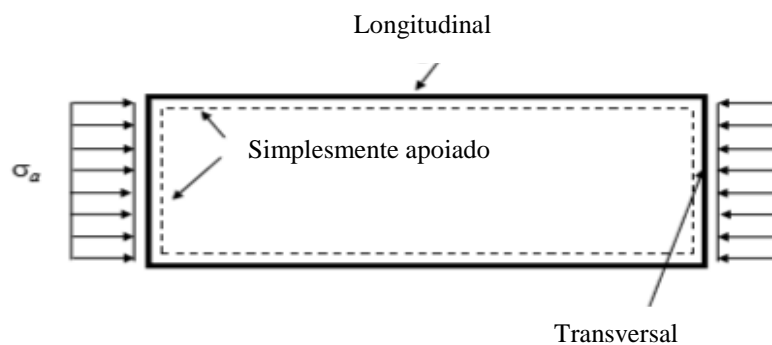 Longitudinal
Simplesmente apoiado
σₐ
Transversal